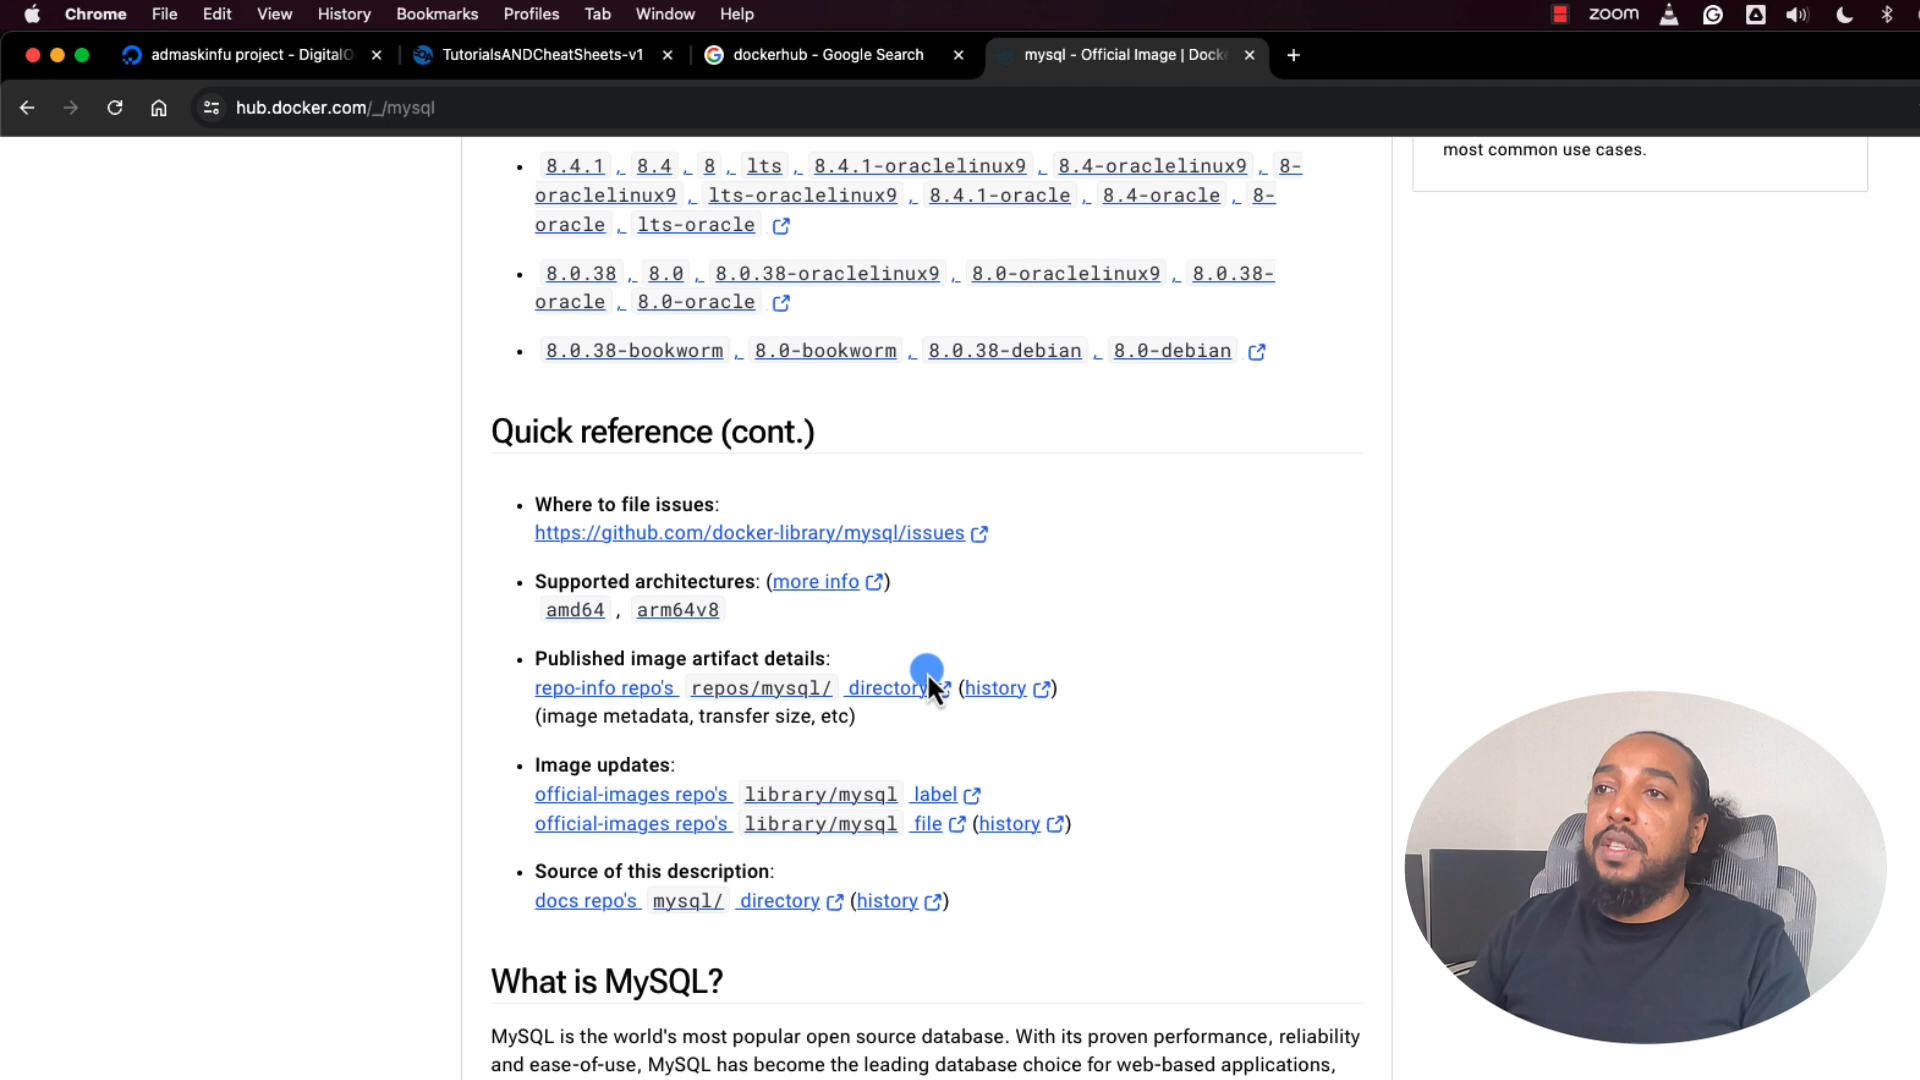 Chrome File Edit View History Bookmarks Profiles Tab Window Help zoom
admaskinfu project - DigitalO TutorialsANDCheatSheets-v1 dockerhub - Google Search mysql - Official Image | Docke
hub.docker.com/_/mysql
most common use cases.
8.4.1 , 8.4 , 8 , lts , 8.4.1-oraclelinux9 , 8.4-oraclelinux9 , 8-
oraclelinux9 , lts-oraclelinux9 , 8.4.1-oracle , 8.4-oracle , 8-
oracle , lts-oracle
8.0.38 , 8.0 , 8.0.38-oraclelinux9 , 8.0-oraclelinux9 , 8.0.38-
oracle , 8.0-oracle
8.0.38-bookworm , 8.0-bookworm , 8.0.38-debian , 8.0-debian
Quick reference (cont.)
Where to file issues:
https://github.com/docker-library/mysql/issues
Supported architectures: (more info)
amd64 , arm64v8
Published image artifact details:
repo-info repo's repos/mysql/ directory (history)
(image metadata, transfer size, etc)
Image updates:
official-images repo's library/mysql label
official-images repo's library/mysql file (history)
Source of this description:
docs repo's mysql/ directory (history)
What is MySQL?
MySQL is the world's most popular open source database. With its proven performance, reliability
and ease-of-use, MySQL has become the leading database choice for web-based applications,